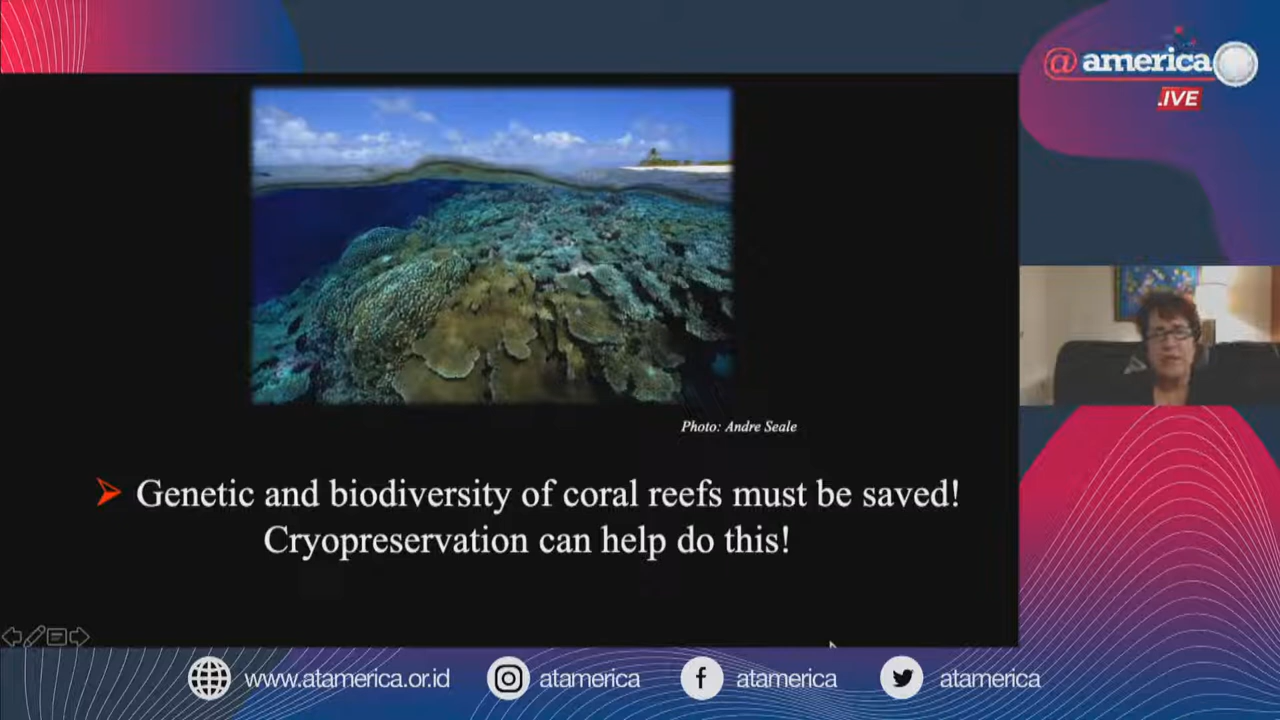 @america
LIVE
Photo: Andre Seale
Genetic and biodiversity of coral reefs must be saved!
Cryopreservation can help do this!
www.atamerica.or.id
atamerica
atamerica
atamerica